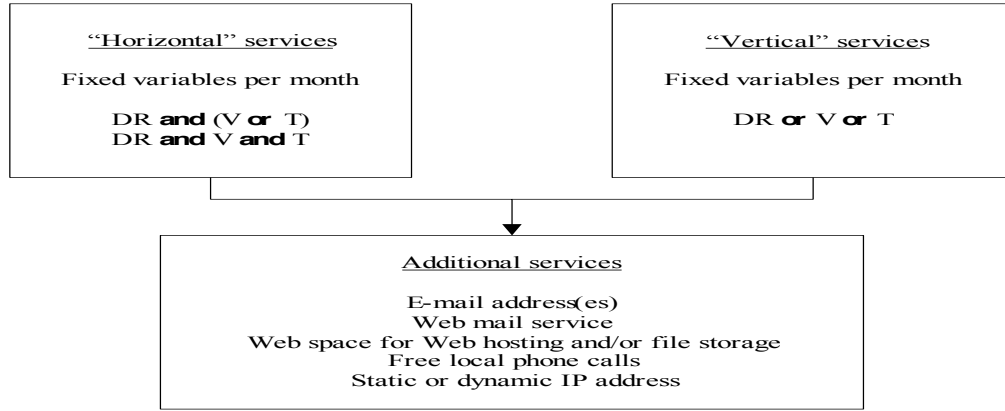 “Horizontal” services
Fixed variables per month
DR and (V or T)
DR and V and T
“Vertical” services
Fixed variables per month
DR or V or T
Additional services
E-mail address(es)
Web mail service
Web space for Web hosting and/or file storage
Free local phone calls
Static or dynamic IP address